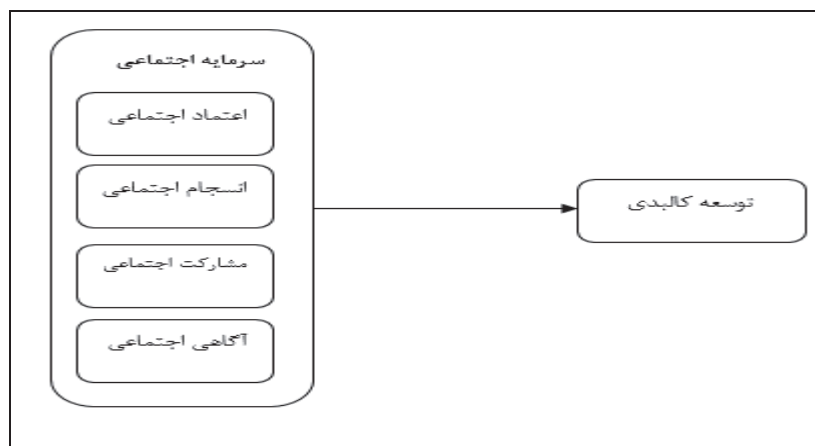 سرمایه اجتماعی
اعتماد اجتماعی
انسجام اجتماعی
مشارکت اجتماعی
آگاهی اجتماعی
توسعه کالبدی